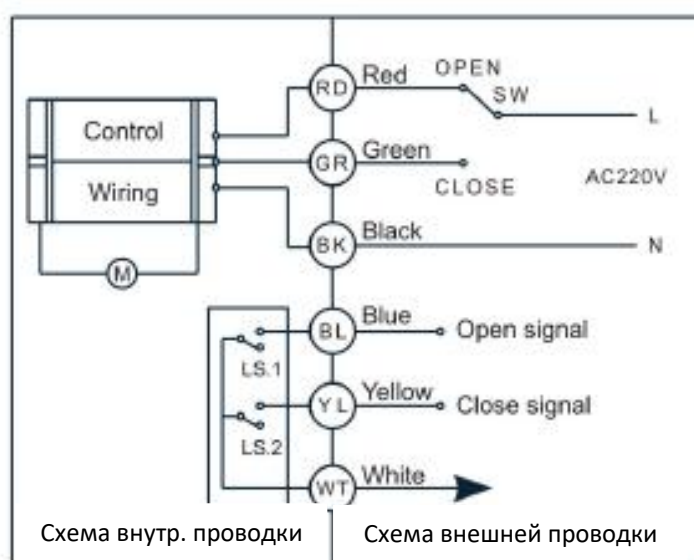 RD Red OPEN
SW
L
Control
GR Green
CLOSE
AC220V
Wiring
BK Black
N
M
BL Blue
Open signal
LS.1
YL Yellow
Close signal
LS.2
WT White
Схема внутр. проводки
Схема внешней проводки